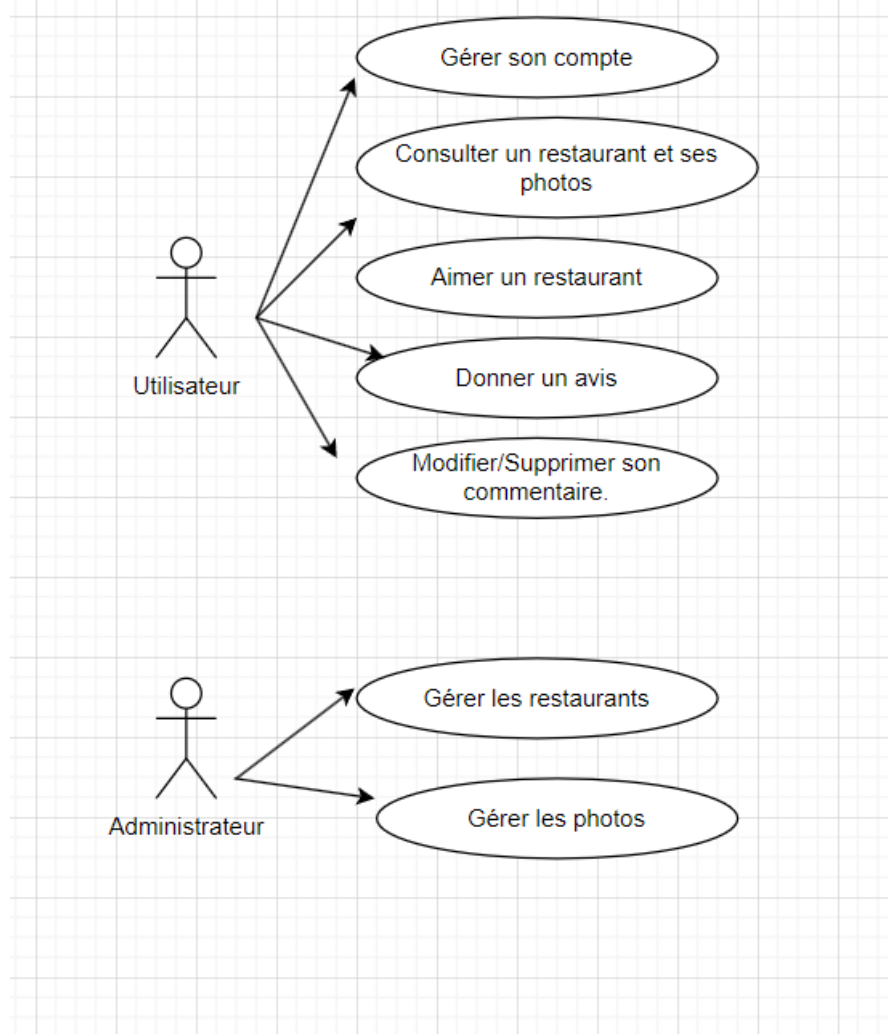 Gérer son compte
Consulter un restaurant et ses
photos
Aimer un restaurant
Utilisateur
Donner un avis
Modifier/Supprimer son
commentaire.
Gérer les restaurants
Administrateur
Gérer les photos